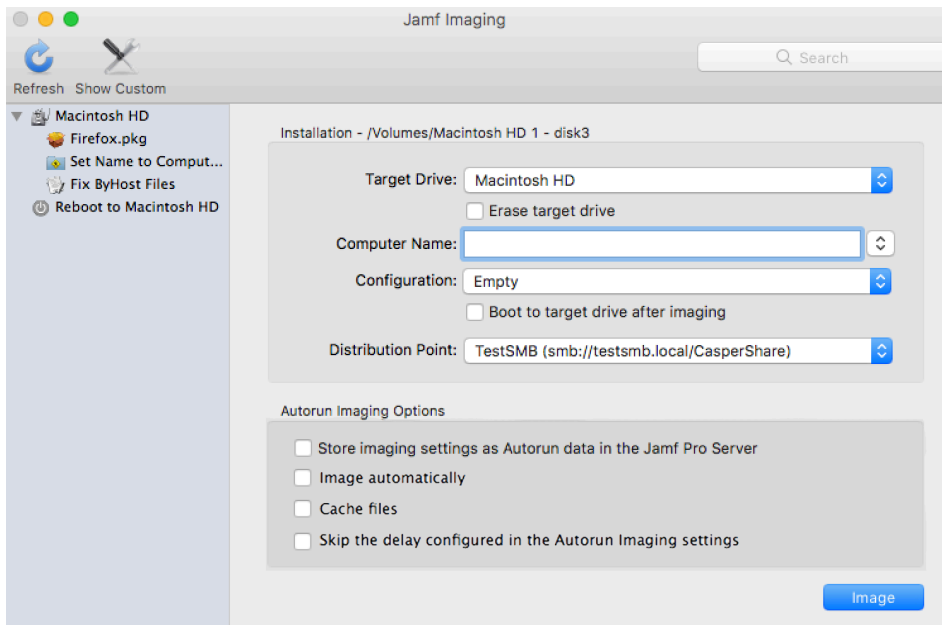 Jamf Imaging
Search
Refresh Show Custom
Macintosh HD
Firefox.pkg
Set Name to Comput...
Fix ByHost Files
Reboot to Macintosh HD
Installation - /Volumes/Macintosh HD 1 - disk3
Target Drive: Macintosh HD
Erase target drive
Computer Name:
Configuration: Empty
Boot to target drive after imaging
Distribution Point: TestSMB (smb://testsmb.local/CasperShare)
Autorun Imaging Options
Store imaging settings as Autorun data in the Jamf Pro Server
Image automatically
Cache files
Skip the delay configured in the Autorun Imaging settings
Image